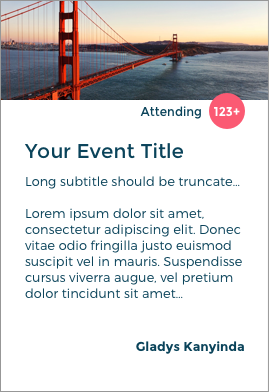 Attending 123+
Your Event Title
Long subtitle should be truncate...
Lorem ipsum dolor sit amet,
consectetur adipiscing elit. Donec
vitae odio fringilla justo euismod
suscipit vel in mauris. Suspendisse
cursus viverra augue, vel pretium
dolor tincidunt sit amet...
Gladys Kanyinda